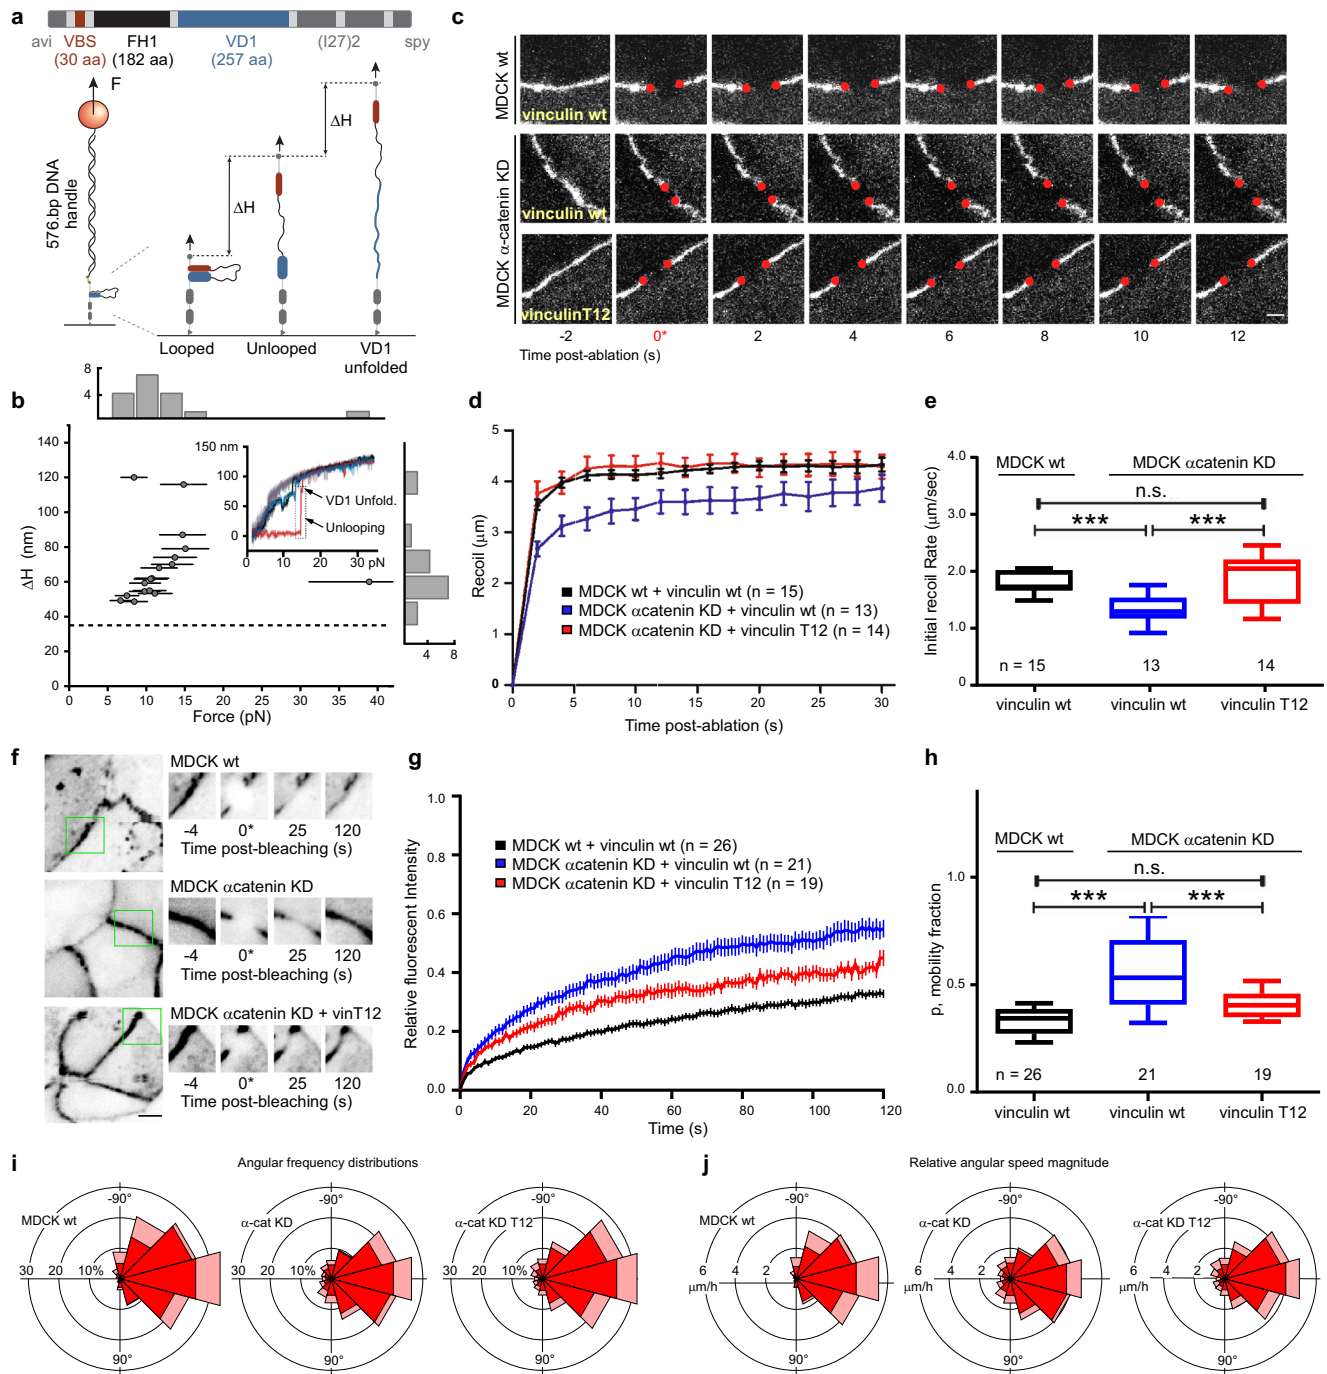 a
avi VBS FH1 VD1 (I27)2 spy
(30 aa) (182 aa) (257 aa)
F
576.bp DNA
handle
ΔH
ΔH
Looped Unlooped VD1
unfolded
b
8
4
140
120
100
80
60
40
20
0
ΔH (nm)
0 5 10 15 20 25 30 35 40
Force (pN)
150 nm
100
50
0
VD1 Unfold.
Unlooping
0 10 20 30 pN
4 8
c
MDCK wt
vinculin wt
MDCK α-catenin KD
vinculin wt
vinculinT12
-2 0* 2 4 6 8 10 12
Time post-ablation (s)
d
5
4
3
2
1
0
Recoil (μm)
MDCK wt + vinculin wt (n = 15)
MDCK αcatenin KD + vinculin wt (n = 13)
MDCK αcatenin KD + vinculin T12 (n = 14)
0 5 10 15 20 25 30
Time post-ablation (s)
e
MDCK wt MDCK αcatenin KD
n.s.
*** ***
4.0
3.0
2.0
1.0
0
Initial recoil Rate (μm/sec)
n = 15 13 14
vinculin wt vinculin wt vinculin T12
f
MDCK wt
-4 0* 25 120
Time post-bleaching (s)
MDCK αcatenin KD
-4 0* 25 120
Time post-bleaching (s)
MDCK αcatenin KD + vinT12
-4 0* 25 120
Time post-bleaching (s)
g
1.0
0.8
0.6
0.4
0.2
0.0
Relative fluorescent Intensity
MDCK wt + vinculin wt (n = 26)
MDCK αcatenin KD + vinculin wt (n = 21)
MDCK αcatenin KD + vinculin T12 (n = 19)
0 20 40 60 80 100 120
Time (s)
h
MDCK wt MDCK αcatenin KD
n.s.
*** ***
1.0
0.5
0.0
p, mobility fraction
n = 26 21 19
vinculin wt vinculin wt vinculin T12
i
Angular frequency distributions
-90° -90° -90°
MDCK wt α-cat KD α-cat KD T12
30 20 10% 30 20 10% 30 20 10%
90° 90° 90°
j
Relative angular speed magnitude
-90° -90° -90°
MDCK wt α-cat KD α-cat KD T12
6 4 2 6 4 2 6 4 2
μm/h μm/h μm/h
90° 90° 90°